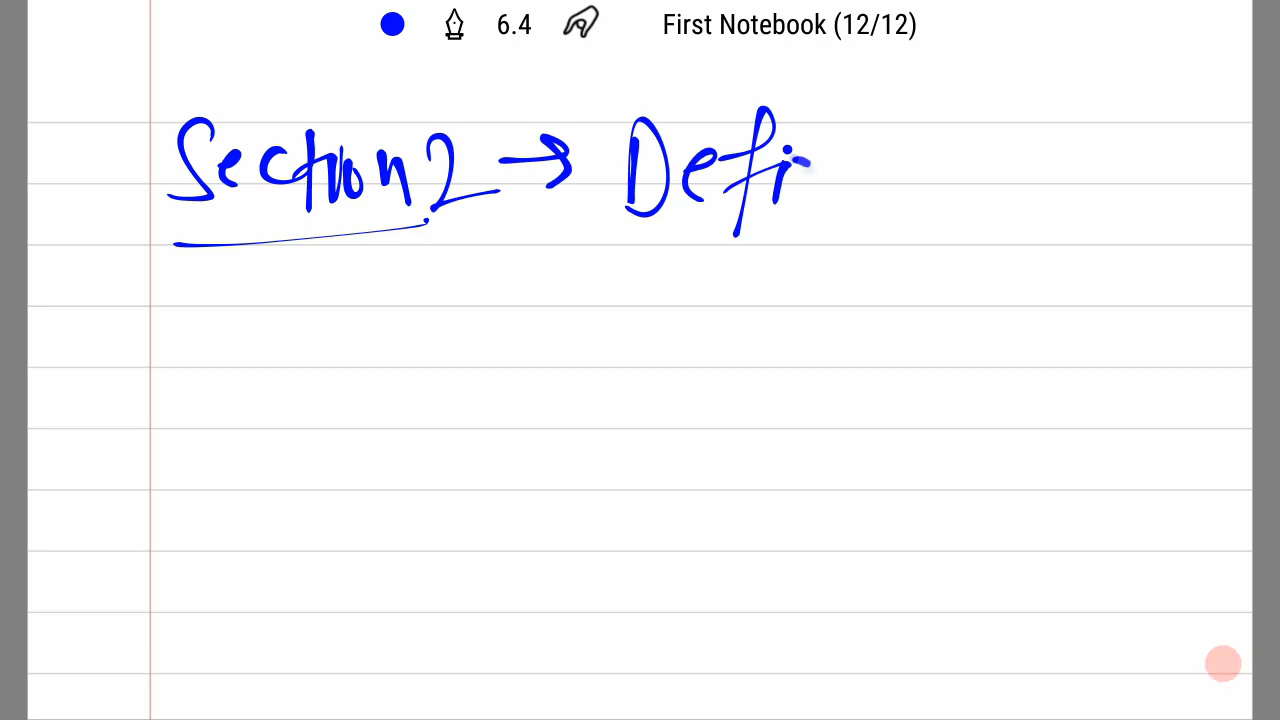 6.4 First Notebook (12/12)
Section 2 → Defi